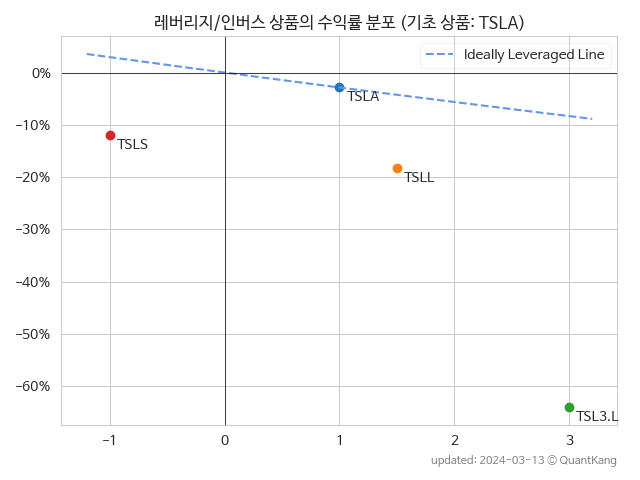 레버리지/인버스 상품의 수익률 분포 (기초 상품: TSLA)
Ideally Leveraged Line
0%
−10%
−20%
−30%
−40%
−50%
−60%
TSLA
TSLS
TSLL
TSL3.L
−1
0
1
2
3
updated: 2024-03-13 © QuantKang